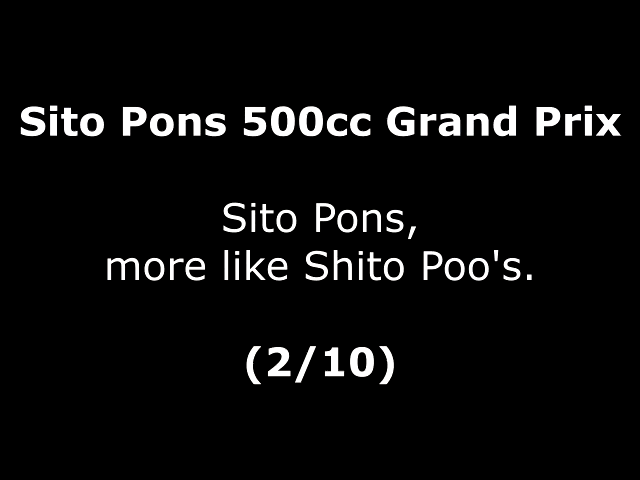 Sito Pons 500cc Grand Prix
Sito Pons,
more like Shito Poo's.
(2/10)